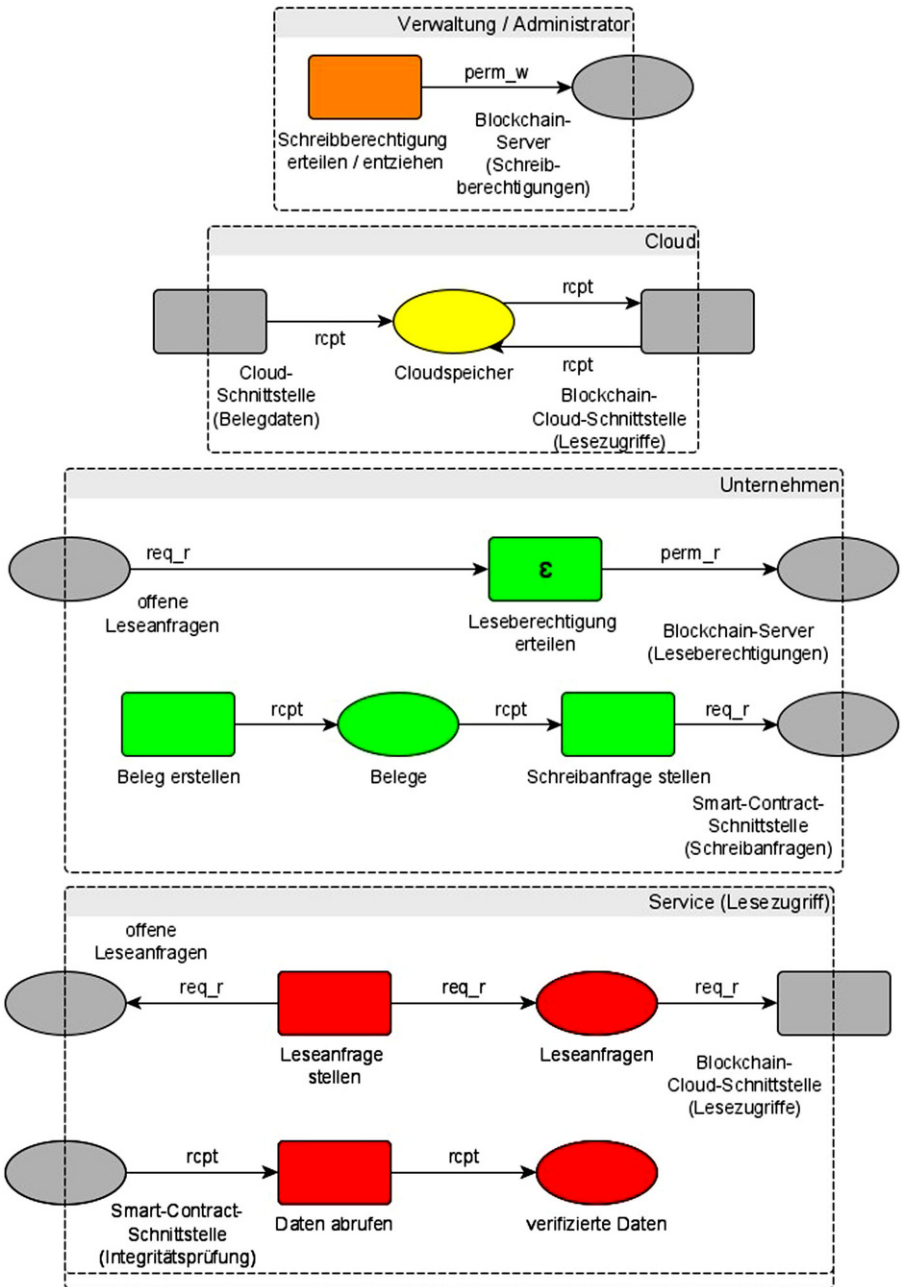 Verwaltung / Administrator
perm_w
Schreibberechtigung
erteilen / entziehen
Blockchain-
Server
(Schreib-
berechtigungen)
Cloud
rcpt
rcpt
rcpt
Cloud-
Schnittstelle
(Belegdaten)
Cloudspeicher
Blockchain-
Cloud-Schnittstelle
(Lesezugriffe)
Unternehmen
req_r
ε
perm_r
offene
Leseanfragen
Leseberechtigung
erteilen
Blockchain-Server
(Leseberechtigungen)
rcpt
rcpt
req_r
Beleg erstellen
Belege
Schreibanfrage stellen
Smart-Contract-
Schnittstelle
(Schreibanfragen)
Service (Lesezugriff)
offene
Leseanfragen
req_r
req_r
req_r
Leseanfrage
stellen
Leseanfragen
Blockchain-
Cloud-Schnittstelle
(Lesezugriffe)
rcpt
rcpt
Smart-Contract-
Schnittstelle
(Integritätsprüfung)
Daten abrufen
verifizierte Daten